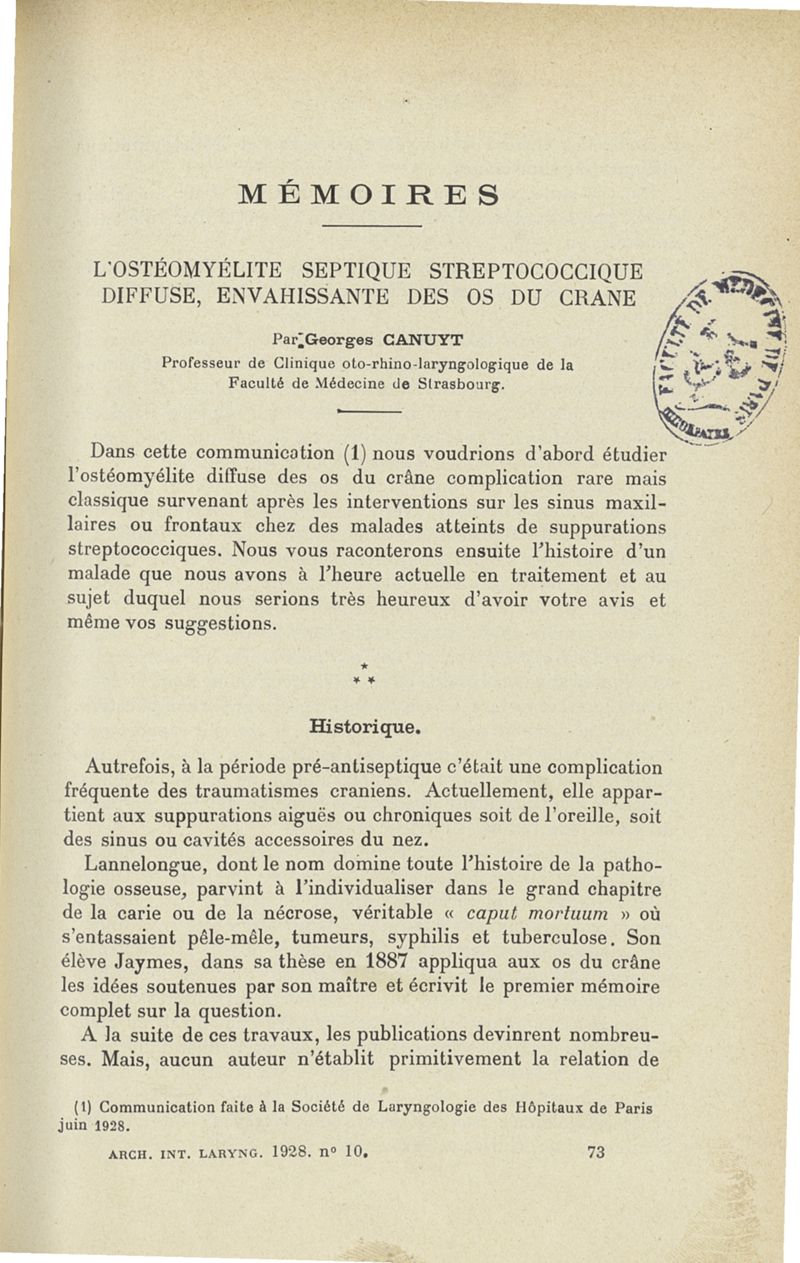 MÉMOIRES
L'OSTÉOMYÉLITE SEPTIQUE STREPTOCOCCIQUE
DIFFUSE, ENVAHISSANTE DES OS DU CRANE
Par Georges CANUYT
Professeur de Clinique oto-rhino-laryngologique de la
Faculté de Médecine de Strasbourg.
FACULTÉ DE MÉDECINE DE PARIS
Dans cette communication (1) nous voudrions d'abord étudier
l'ostéomyélite diffuse des os du crâne complication rare mais
classique survenant après les interventions sur les sinus maxil-
laires ou frontaux chez des malades atteints de suppurations
streptococciques. Nous vous raconterons ensuite l'histoire d'un
malade que nous avons à l'heure actuelle en traitement et au
sujet duquel nous serions très heureux d'avoir votre avis et
même vos suggestions.
*
* *
Historique.
Autrefois, à la période pré-antiseptique c'était une complication
fréquente des traumatismes craniens. Actuellement, elle appar-
tient aux suppurations aiguës ou chroniques soit de l'oreille, soit
des sinus ou cavités accessoires du nez.
Lannelongue, dont le nom domine toute l'histoire de la patho-
logie osseuse, parvint à l'individualiser dans le grand chapitre
de la carie ou de la nécrose, véritable « caput mortuum » où
s'entassaient pêle-mêle, tumeurs, syphilis et tuberculose. Son
élève Jaymes, dans sa thèse en 1887 appliqua aux os du crâne
les idées soutenues par son maître et écrivit le premier mémoire
complet sur la question.
A la suite de ces travaux, les publications devinrent nombreu-
ses. Mais, aucun auteur n'établit primitivement la relation de
(1) Communication faite à la Société de Laryngologie des Hôpitaux de Paris
juin 1928.
ARCH. INT. LARYNG. 1928. n° 10. 73